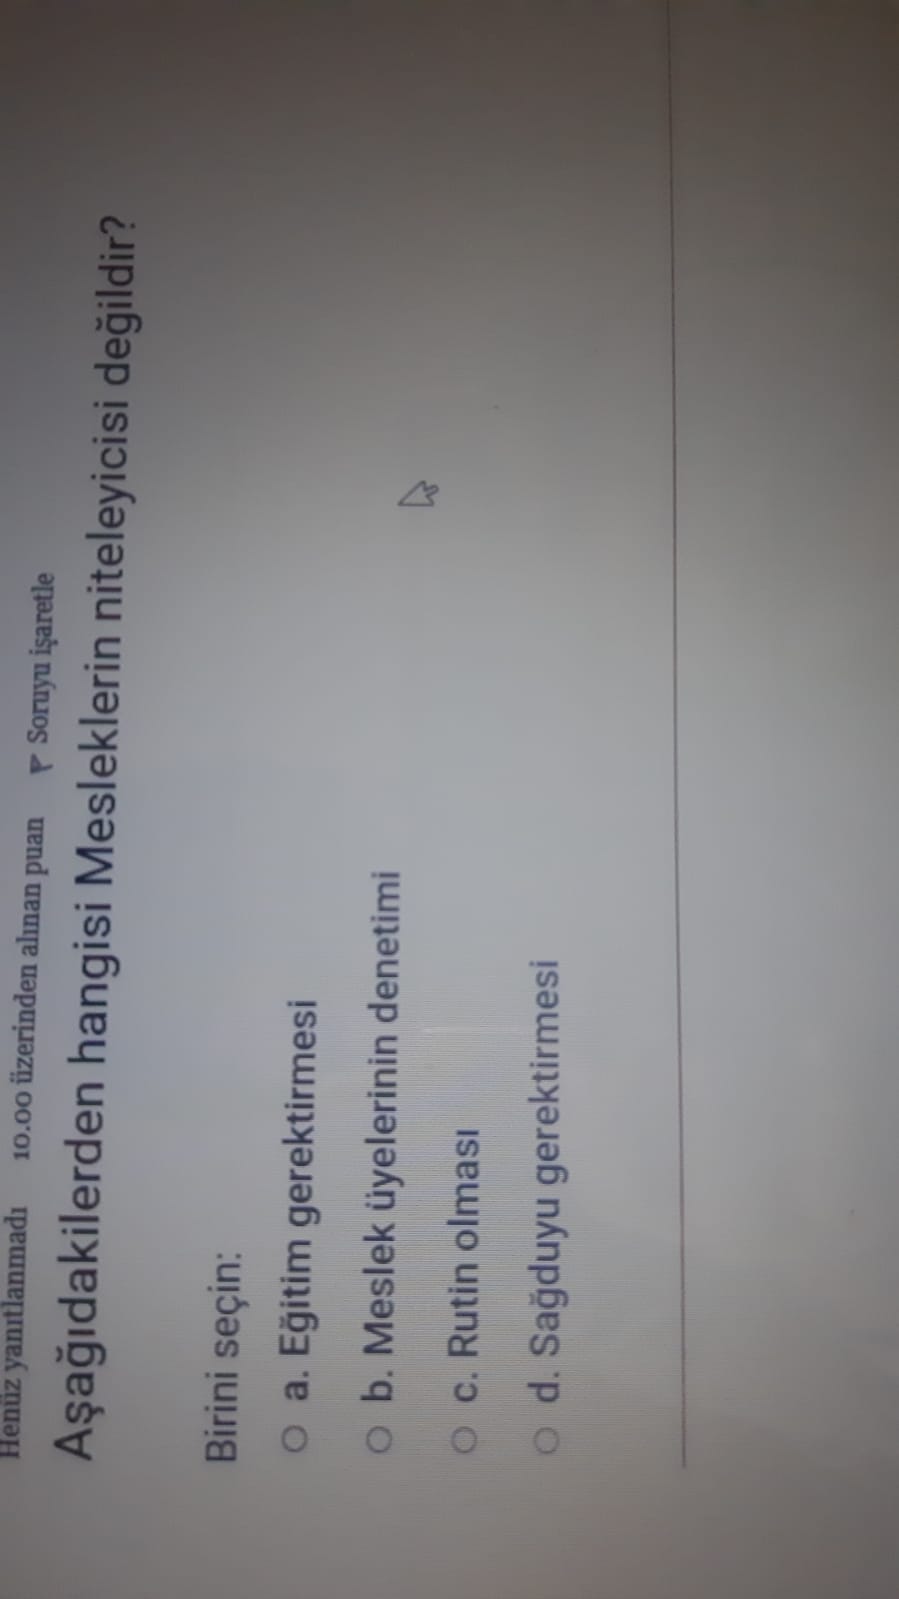 Henüz yanıtlanmadı 10.00 üzerinden alınan puan Soruyu işaretle
Aşağıdakilerden hangisi Mesleklerin niteleyicisi değildir?
Birini seçin:
a. Eğitim gerektirmesi
b. Meslek üyelerinin denetimi
c. Rutin olması
d. Sağduyu gerektirmesi